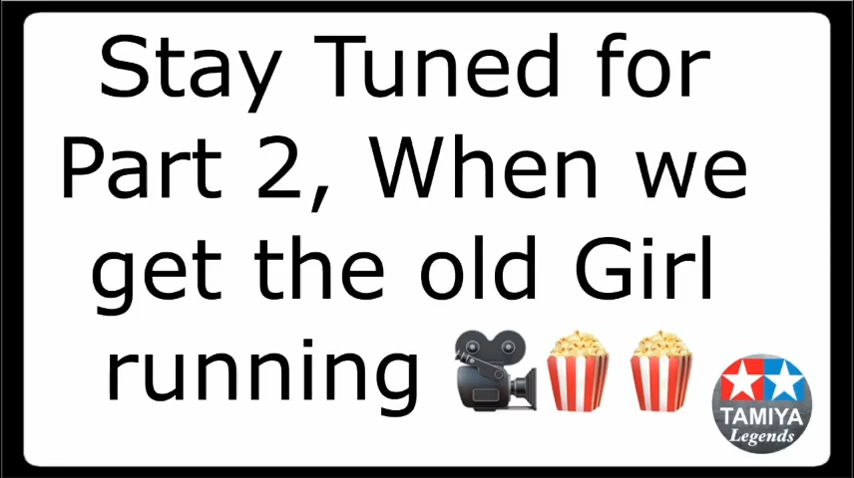 Stay Tuned for
Part 2, When we
get the old Girl
running
TAMIYA
Legends